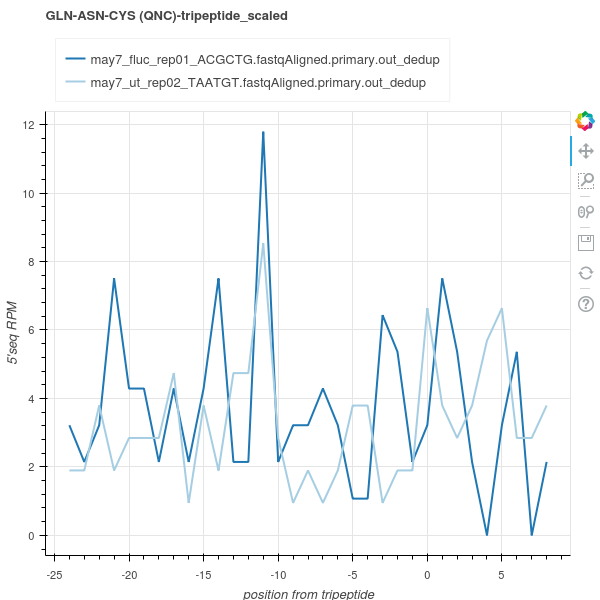 GLN-ASN-CYS (QNC)-tripeptide_scaled
may7_fluc_rep01_ACGCTG.fastqAligned.primary.out_dedup
may7_ut_rep02_TAATGT.fastqAligned.primary.out_dedup
12
10
8
6
4
2
0
5'seq RPM
-25
-20
-15
-10
-5
0
5
position from tripeptide